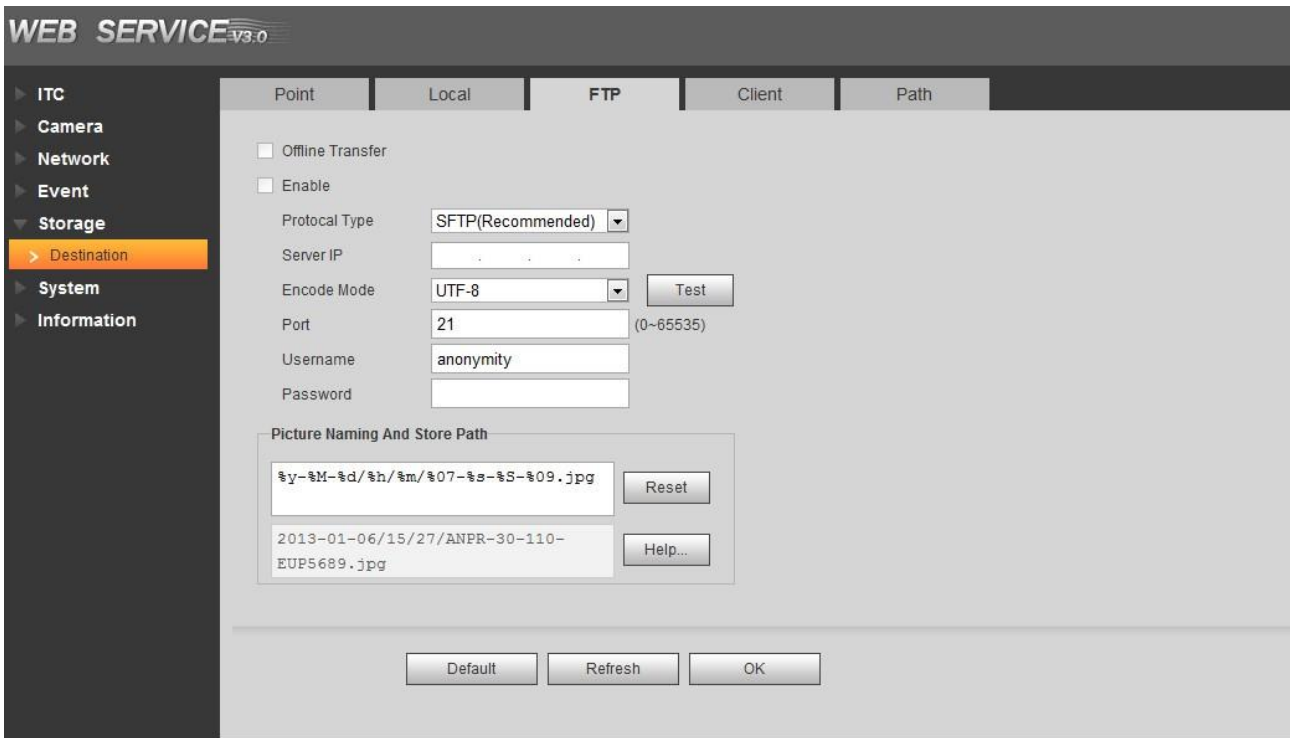 WEB SERVICE V3.0
ITC
Camera
Network
Event
Storage
Destination
System
Information
Point Local FTP Client Path
Offline Transfer
Enable
Protocal Type SFTP(Recommended)
Server IP . . .
Encode Mode UTF-8 Test
Port 21 (0~65535)
Username anonymity
Password
Picture Naming And Store Path
%y-%M-%d/%h/%m/%07-%s-%S-%09.jpg
Reset
2013-01-06/15/27/ANPR-30-110-
EUP5689.jpg
Help...
Default Refresh OK